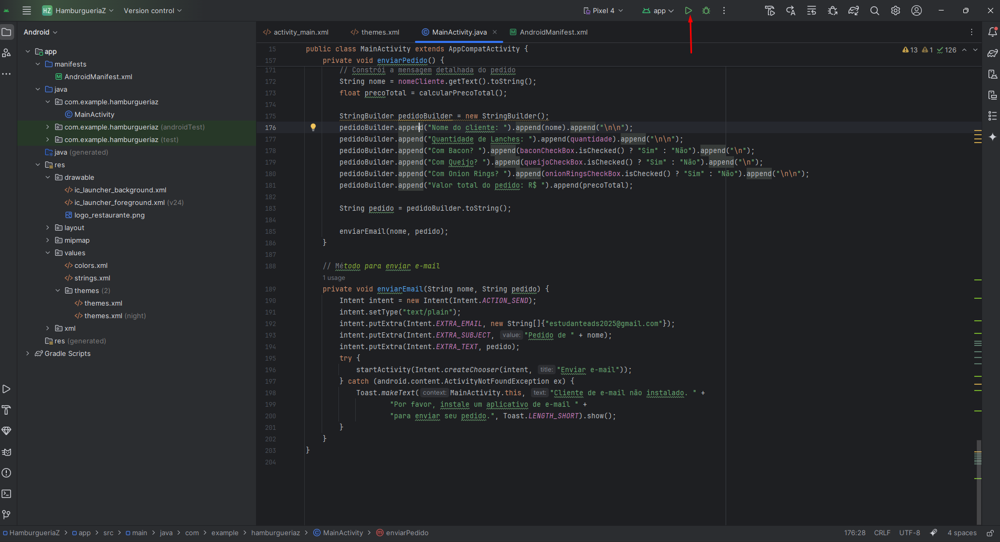 HZ HamburgueriaZ Version control Pixel 4 app
Android
activity_main.xml themes.xml MainActivity.java AndroidManifest.xml
app
manifests
AndroidManifest.xml
java
com.example.hamburgueriaz
MainActivity
com.example.hamburgueriaz (androidTest)
com.example.hamburgueriaz (test)
java (generated)
res
drawable
ic_launcher_background.xml
ic_launcher_foreground.xml (v24)
logo_restaurante.png
layout
mipmap
values
colors.xml
strings.xml
themes (2)
themes.xml
themes.xml (night)
xml
res (generated)
Gradle Scripts
13 1 126
15 public class MainActivity extends AppCompatActivity {
157 private void enviarPedido() {
171 // Constrói a mensagem detalhada do pedido
172 String nome = nomeCliente.getText().toString();
173 float precoTotal = calcularPrecoTotal();
174
175 StringBuilder pedidoBuilder = new StringBuilder();
176 pedidoBuilder.append("Nome do cliente: ").append(nome).append("\n\n");
177 pedidoBuilder.append("Quantidade de Lanches: ").append(quantidade).append("\n\n");
178 pedidoBuilder.append("Com Bacon? ").append(baconCheckBox.isChecked() ? "Sim" : "Não").append("\n");
179 pedidoBuilder.append("Com Queijo? ").append(queijoCheckBox.isChecked() ? "Sim" : "Não").append("\n");
180 pedidoBuilder.append("Com Onion Rings? ").append(onionRingsCheckBox.isChecked() ? "Sim" : "Não").append("\n\n");
181 pedidoBuilder.append("Valor total do pedido: R$ ").append(precoTotal);
182
183 String pedido = pedidoBuilder.toString();
184
185 enviarEmail(nome, pedido);
186 }
187
188 // Método para enviar e-mail
1 usage
189 private void enviarEmail(String nome, String pedido) {
190 Intent intent = new Intent(Intent.ACTION_SEND);
191 intent.setType("text/plain");
192 intent.putExtra(Intent.EXTRA_EMAIL, new String[]{"estudanteads2025@gmail.com"});
193 intent.putExtra(Intent.EXTRA_SUBJECT, value: "Pedido de " + nome);
194 intent.putExtra(Intent.EXTRA_TEXT, pedido);
195 try {
196 startActivity(Intent.createChooser(intent, title: "Enviar e-mail"));
197 } catch (android.content.ActivityNotFoundException ex) {
198 Toast.makeText( context: MainActivity.this, text: "Cliente de e-mail não instalado. " +
199 "Por favor, instale um aplicativo de e-mail " +
200 "para enviar seu pedido.", Toast.LENGTH_SHORT).show();
201 }
202 }
203 }
204
HamburgueriaZ > app > src > main > java > com > example > hamburgueriaz > MainActivity > enviarPedido 176:28 CRLF UTF-8 4 spaces